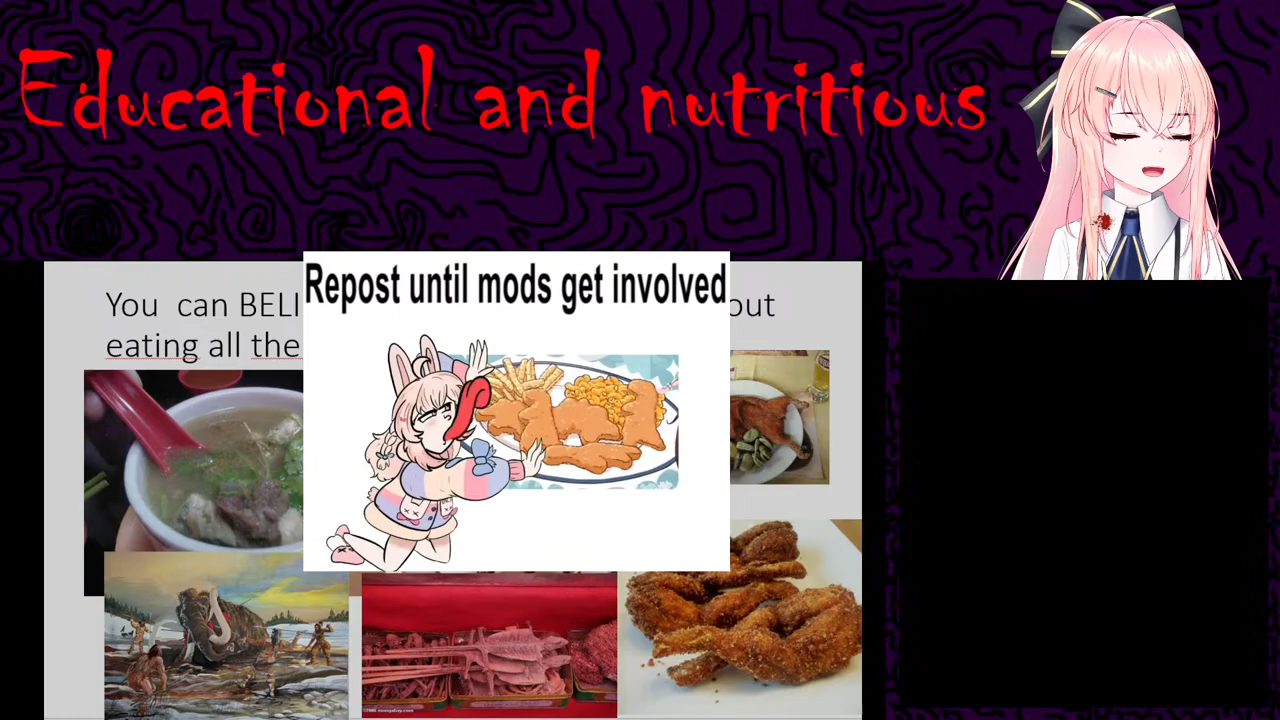 Educational and nutritious
Repost until mods get involved
You can BELI
out
eating all the